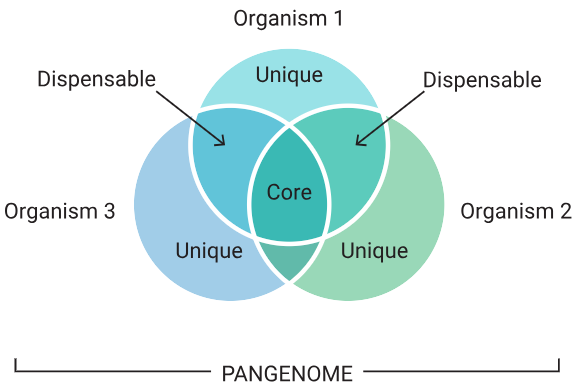 Organism 1
Unique
Dispensable
Dispensable
Core
Organism 3
Organism 2
Unique
Unique
PANGENOME